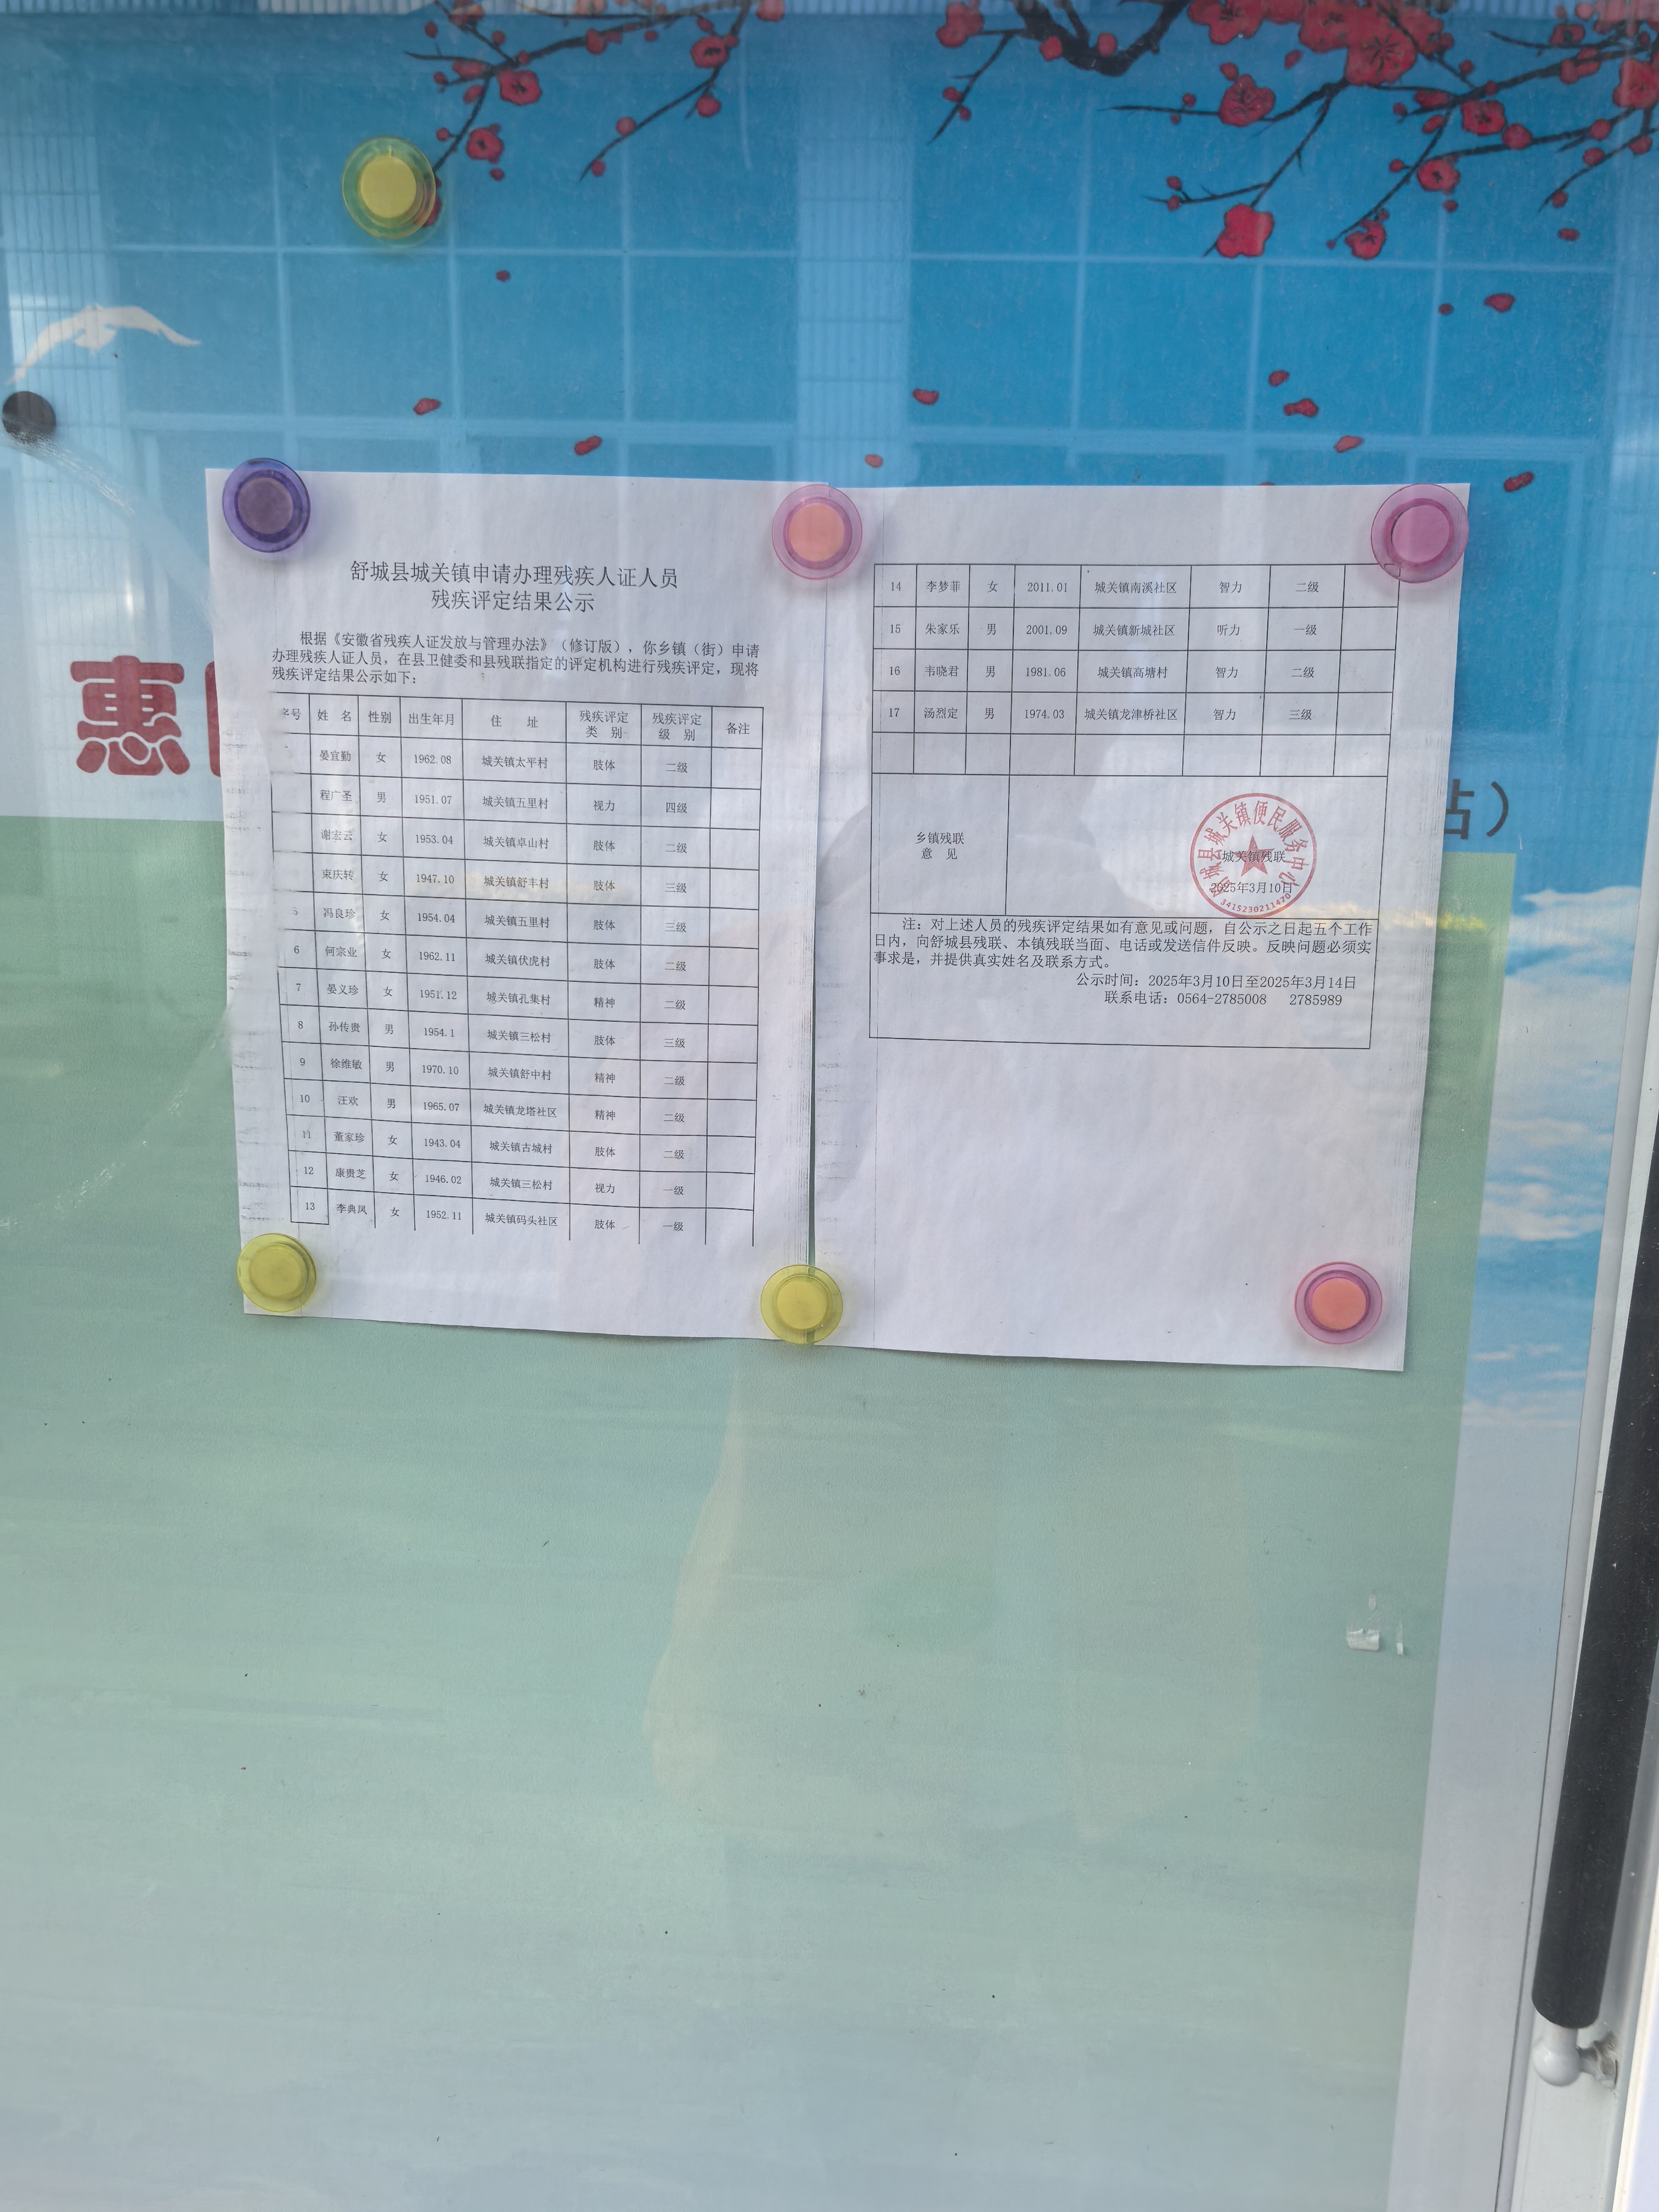 惠
站）
舒城县城关镇申请办理残疾人证人员
残疾评定结果公示
根据《安徽省残疾人证发放与管理办法》（修订版），你乡镇（街）申请
办理残疾人证人员，在县卫健委和县残联指定的评定机构进行残疾评定，现将
残疾评定结果公示如下：
序号 姓 名 性别 出生年月 住 址 残疾评定类 别 残疾评定级 别 备注
晏宜勤 女 1962.08 城关镇太平村 肢体 二级
程广圣 男 1951.07 城关镇五里村 视力 四级
谢宏云 女 1953.04 城关镇卓山村 肢体 二级
束庆转 女 1947.10 城关镇舒丰村 肢体 三级
5 冯良珍 女 1954.04 城关镇五里村 肢体 三级
6 何宗业 女 1962.11 城关镇伏虎村 肢体 二级
7 晏义珍 女 1951.12 城关镇孔集村 精神 二级
8 孙传贵 男 1954.1 城关镇三松村 肢体 三级
9 徐维敏 男 1970.10 城关镇舒中村 精神 二级
10 汪欢 男 1965.07 城关镇龙塔社区 精神 二级
11 董家珍 女 1943.04 城关镇古城村 肢体 二级
12 康贵芝 女 1946.02 城关镇三松村 视力 一级
13 李典凤 女 1952.11 城关镇码头社区 肢体 一级
14 李梦菲 女 2011.01 城关镇南溪社区 智力 二级
15 朱家乐 男 2001.09 城关镇新城社区 听力 一级
16 韦晓君 男 1981.06 城关镇高塘村 智力 二级
17 汤烈定 男 1974.03 城关镇龙津桥社区 智力 三级
乡镇残联
意 见
舒城县城关镇便民服务中心
城关镇残联
2025年3月10日
注：对上述人员的残疾评定结果如有意见或问题，自公示之日起五个工作
日内，向舒城县残联、本镇残联当面、电话或发送信件反映。反映问题必须实
事求是，并提供真实姓名及联系方式。
公示时间：2025年3月10日至2025年3月14日
联系电话：0564-2785008 2785989